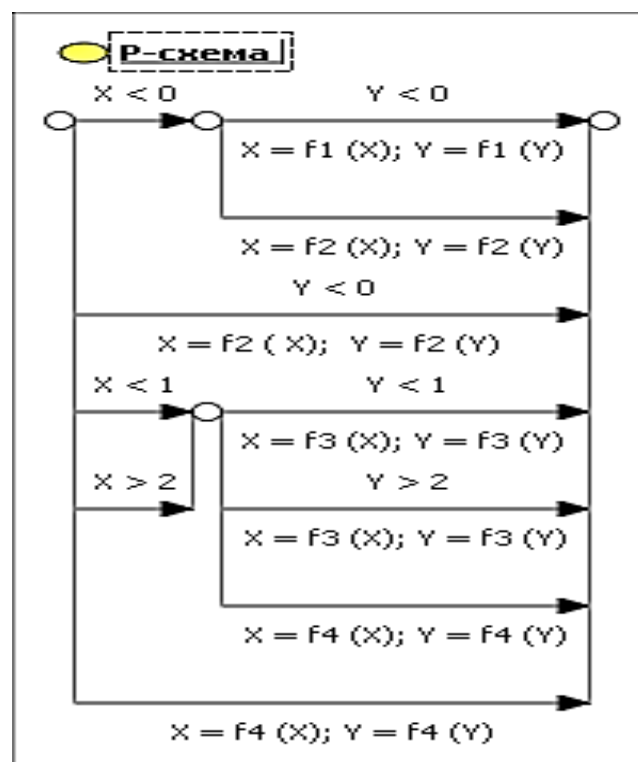 Р-схема
X < 0 Y < 0
X = f1 (X); Y = f1 (Y)
X = f2 (X); Y = f2 (Y)
Y < 0
X = f2 ( X); Y = f2 (Y)
X < 1 Y < 1
X = f3 (X); Y = f3 (Y)
X > 2 Y > 2
X = f3 (X); Y = f3 (Y)
X = f4 (X); Y = f4 (Y)
X = f4 (X); Y = f4 (Y)